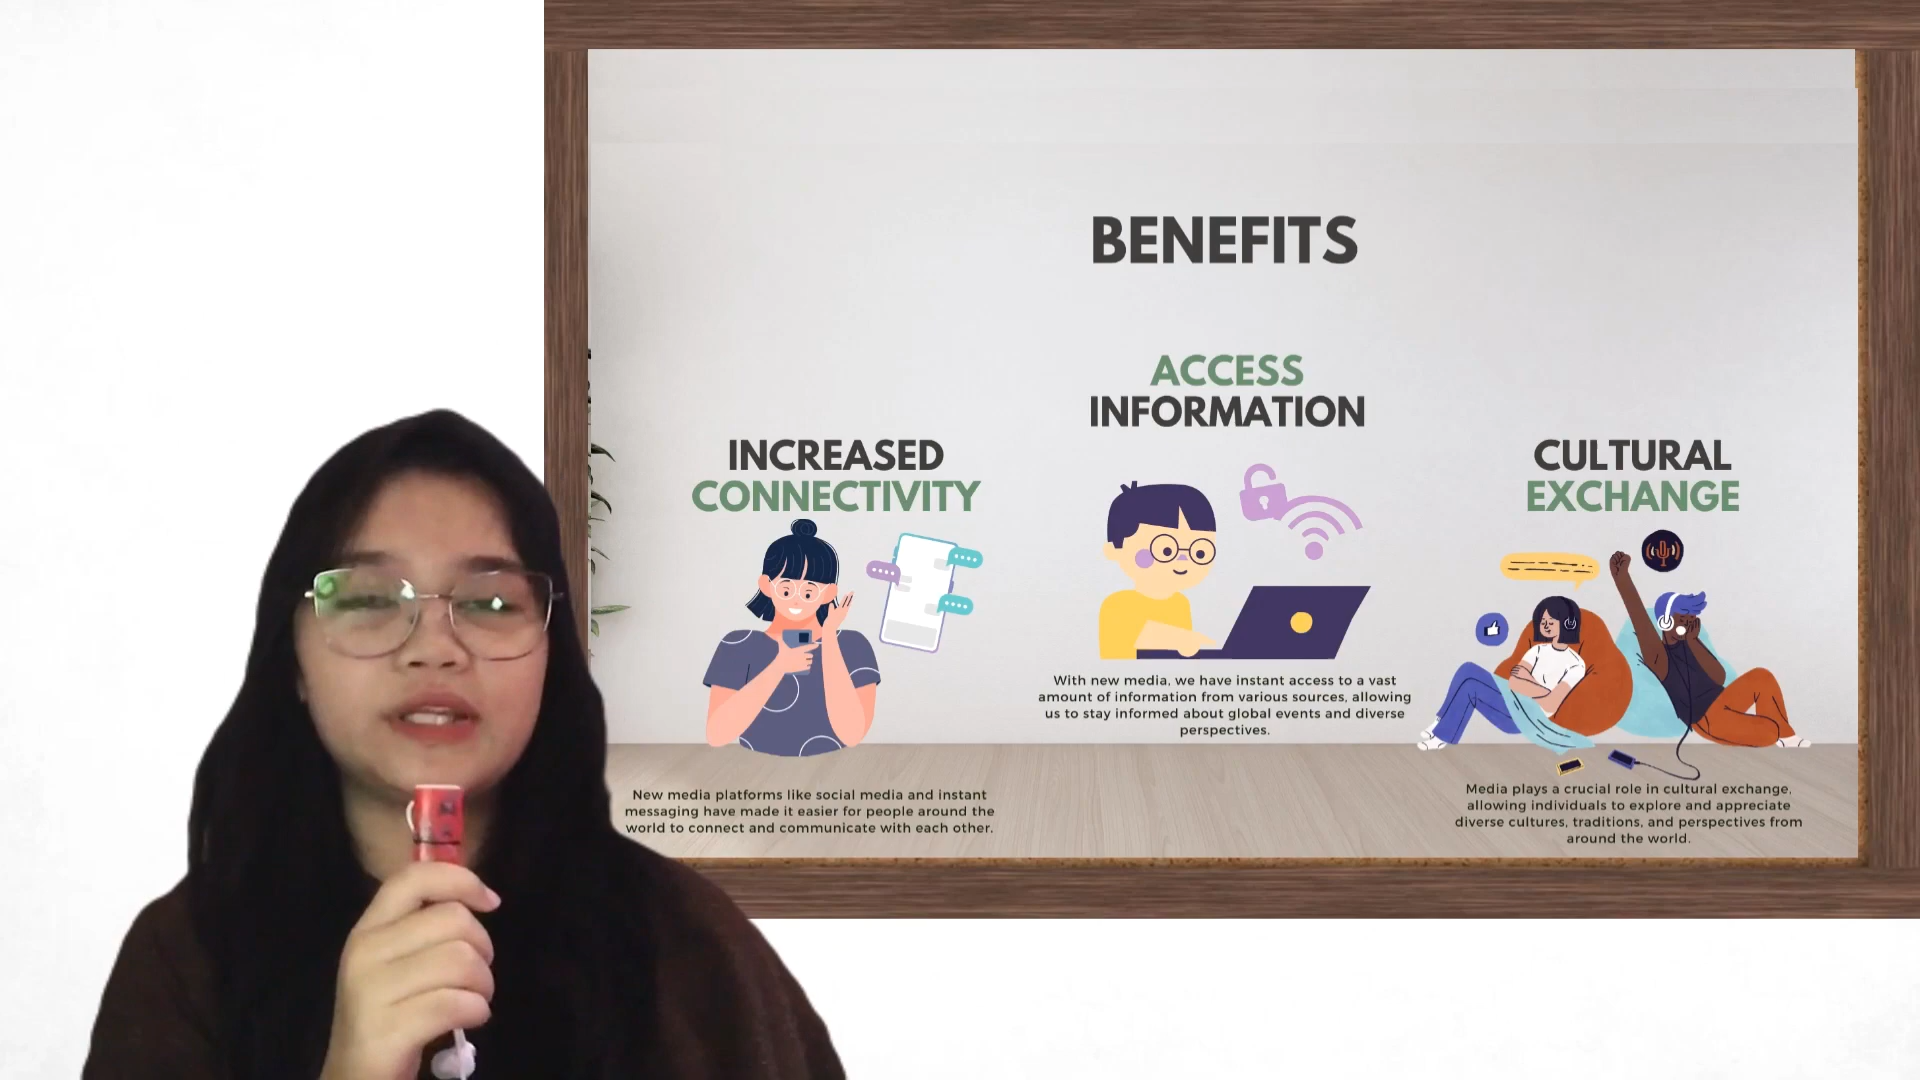 BENEFITS
INCREASED
CONNECTIVITY
New media platforms like social media and instant
messaging have made it easier for people around the
world to connect and communicate with each other.
ACCESS
INFORMATION
With new media, we have instant access to a vast
amount of information from various sources, allowing
us to stay informed about global events and diverse
perspectives.
CULTURAL
EXCHANGE
Media plays a crucial role in cultural exchange,
allowing individuals to explore and appreciate
diverse cultures, traditions, and perspectives from
around the world.